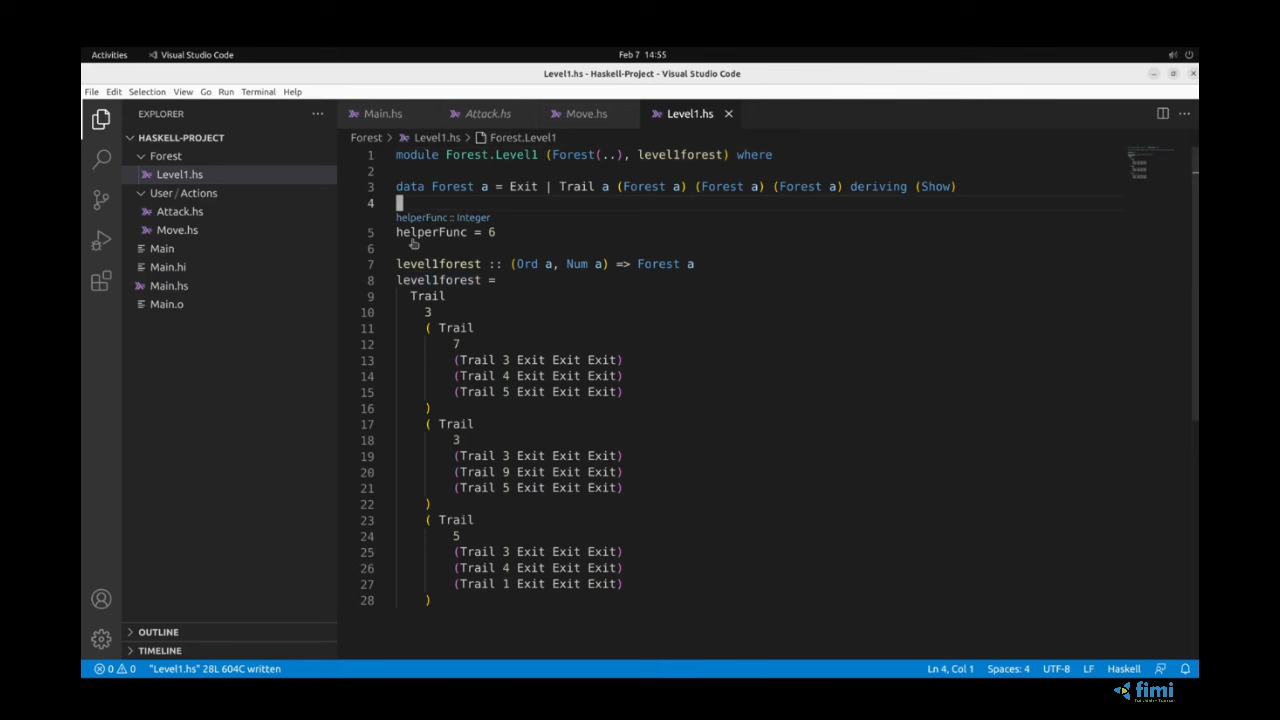 Activities Visual Studio Code Feb 7 14:55
Level1.hs - Haskell-Project - Visual Studio Code
File Edit Selection View Go Run Terminal Help
EXPLORER
Main.hs Attack.hs Move.hs Level1.hs
HASKELL-PROJECT
Forest
Level1.hs
User / Actions
Attack.hs
Move.hs
Main
Main.hi
Main.hs
Main.o
OUTLINE
TIMELINE
Forest > Level1.hs > Forest.Level1
1 module Forest.Level1 (Forest(..), level1forest) where
2
3 data Forest a = Exit | Trail a (Forest a) (Forest a) (Forest a) deriving (Show)
4
helperFunc :: Integer
5 helperFunc = 6
6
7 level1forest :: (Ord a, Num a) => Forest a
8 level1forest =
9 Trail
10 3
11 ( Trail
12 7
13 (Trail 3 Exit Exit Exit)
14 (Trail 4 Exit Exit Exit)
15 (Trail 5 Exit Exit Exit)
16 )
17 ( Trail
18 3
19 (Trail 3 Exit Exit Exit)
20 (Trail 9 Exit Exit Exit)
21 (Trail 5 Exit Exit Exit)
22 )
23 ( Trail
24 5
25 (Trail 3 Exit Exit Exit)
26 (Trail 4 Exit Exit Exit)
27 (Trail 1 Exit Exit Exit)
28 )
0 0 "Level1.hs" 28L 604C written Ln 4, Col 1 Spaces: 4 UTF-8 LF Haskell
fimi